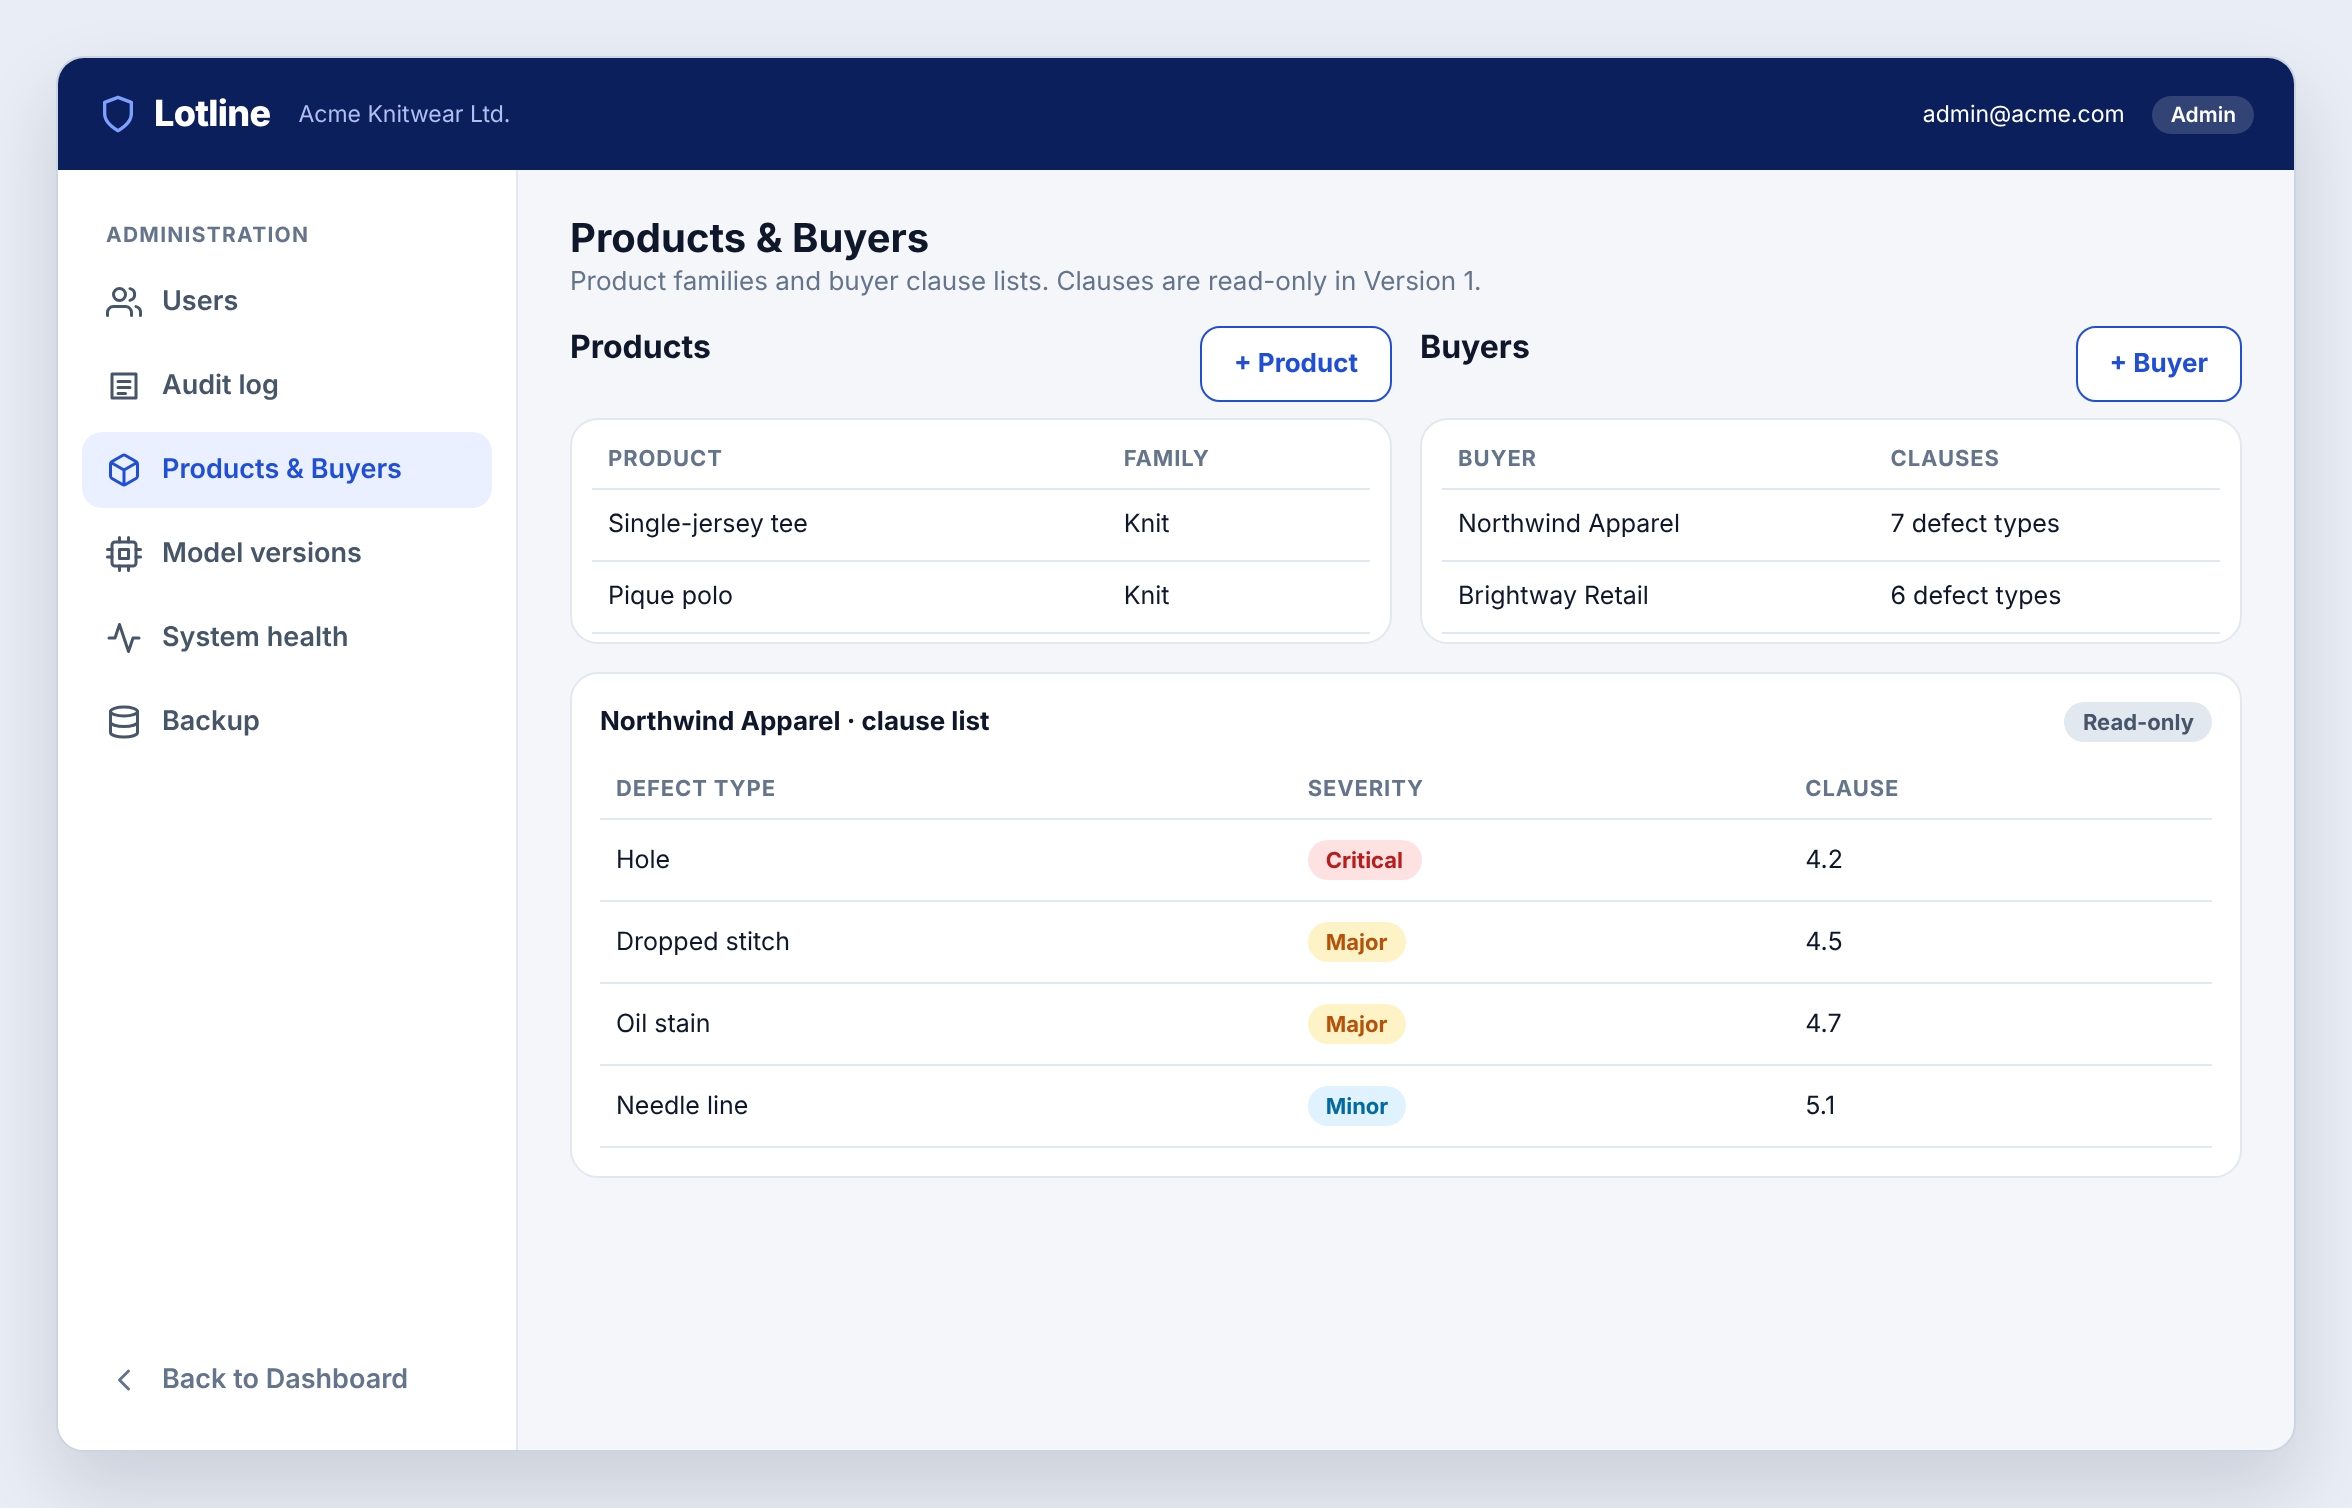 Lotline Acme Knitwear Ltd. admin@acme.com Admin
ADMINISTRATION
Users
Audit log
Products & Buyers
Model versions
System health
Backup
Back to Dashboard
Products & Buyers
Product families and buyer clause lists. Clauses are read-only in Version 1.
Products + Product
PRODUCT FAMILY
Single-jersey tee Knit
Pique polo Knit
Buyers + Buyer
BUYER CLAUSES
Northwind Apparel 7 defect types
Brightway Retail 6 defect types
Northwind Apparel · clause list Read-only
DEFECT TYPE SEVERITY CLAUSE
Hole Critical 4.2
Dropped stitch Major 4.5
Oil stain Major 4.7
Needle line Minor 5.1